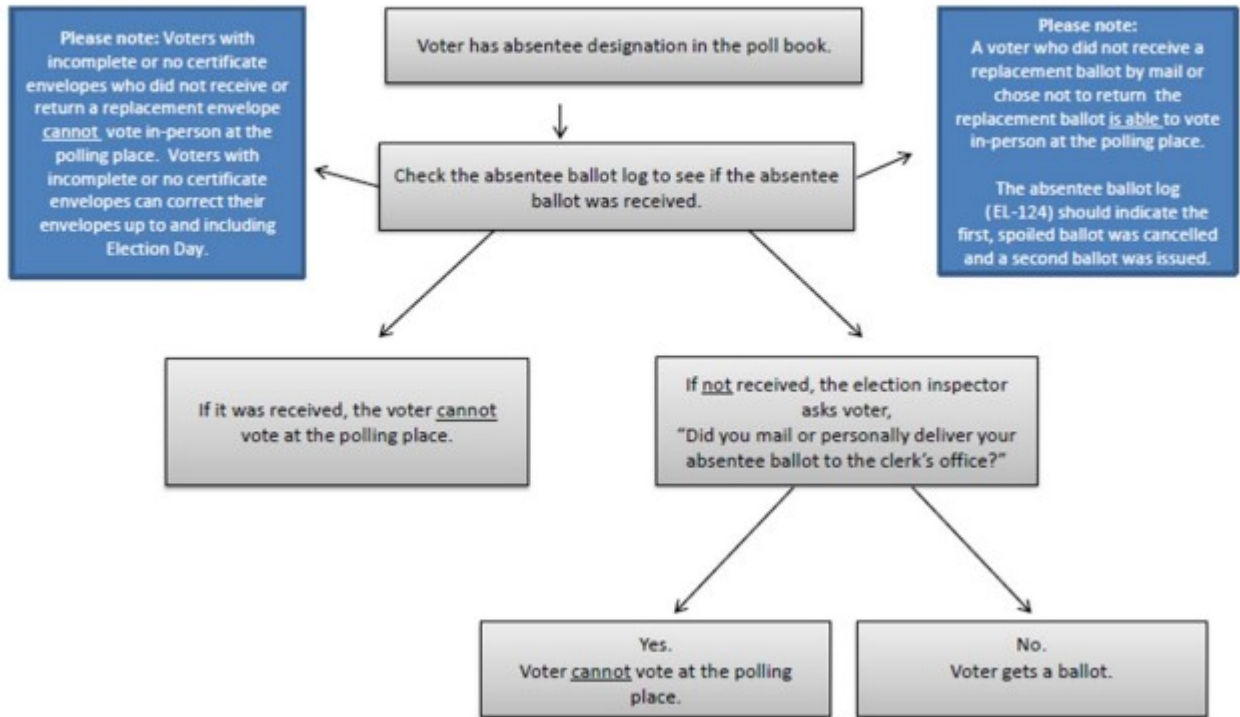 Please note: Voters with
incomplete or no certificate
envelopes who did not receive or
return a replacement envelope
cannot vote in-person at the
polling place. Voters with
incomplete or no certificate
envelopes can correct their
envelopes up to and including
Election Day.
Voter has absentee designation in the poll book.
Please note:
A voter who did not receive a
replacement ballot by mail or
chose not to return the
replacement ballot is able to vote
in-person at the polling place.
The absentee ballot log
(EL-124) should indicate the
first, spoiled ballot was cancelled
and a second ballot was issued.
Check the absentee ballot log to see if the absentee
ballot was received.
If it was received, the voter cannot
vote at the polling place.
If not received, the election inspector
asks voter,
“Did you mail or personally deliver your
absentee ballot to the clerk’s office?”
Yes.
Voter cannot vote at the polling
place.
No.
Voter gets a ballot.